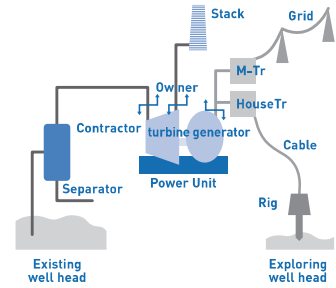 Stack
Grid
Owner
M-Tr
HouseTr
Contractor
turbine generator
Cable
Separator
Power Unit
Rig
Existing
well head
Exploring
well head